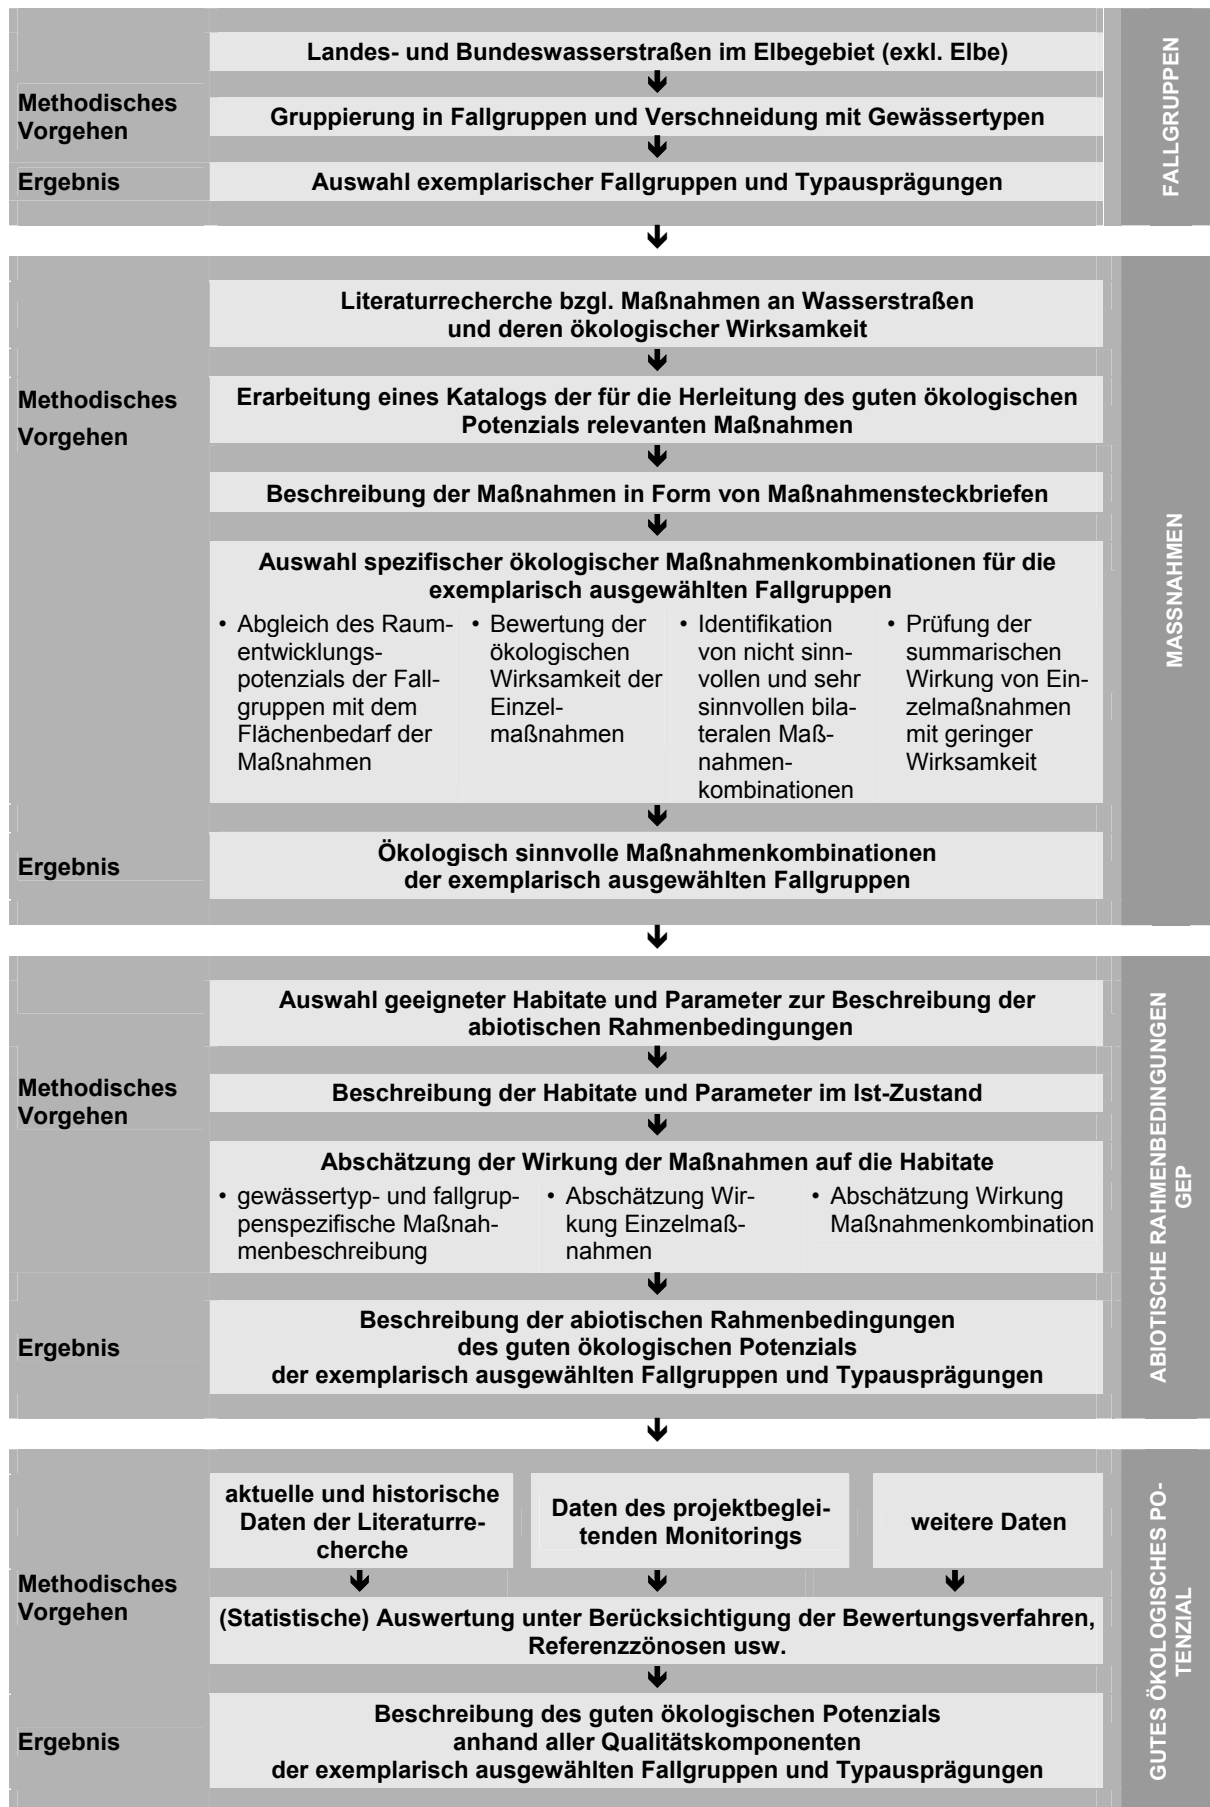 Landes- und Bundeswasserstraßen im Elbegebiet (exkl. Elbe)
Methodisches
Vorgehen
Gruppierung in Fallgruppen und Verschneidung mit Gewässertypen
Ergebnis
Auswahl exemplarischer Fallgruppen und Typausprägungen
FALLGRUPPEN
Literaturrecherche bzgl. Maßnahmen an Wasserstraßen
und deren ökologischer Wirksamkeit
Methodisches
Vorgehen
Erarbeitung eines Katalogs der für die Herleitung des guten ökologischen
Potenzials relevanten Maßnahmen
Beschreibung der Maßnahmen in Form von Maßnahmensteckbriefen
Auswahl spezifischer ökologischer Maßnahmenkombinationen für die
exemplarisch ausgewählten Fallgruppen
• Abgleich des Raum-
entwicklungs-
potenzials der Fall-
gruppen mit dem
Flächenbedarf der
Maßnahmen
• Bewertung der
ökologischen
Wirksamkeit der
Einzel-
maßnahmen
• Identifikation
von nicht sinn-
vollen und sehr
sinnvollen bila-
teralen Maß-
nahmen-
kombinationen
• Prüfung der
summarischen
Wirkung von Ein-
zelmaßnahmen
mit geringer
Wirksamkeit
Ergebnis
Ökologisch sinnvolle Maßnahmenkombinationen
der exemplarisch ausgewählten Fallgruppen
MASSNAHMEN
Auswahl geeigneter Habitate und Parameter zur Beschreibung der
abiotischen Rahmenbedingungen
Methodisches
Vorgehen
Beschreibung der Habitate und Parameter im Ist-Zustand
Abschätzung der Wirkung der Maßnahmen auf die Habitate
• gewässertyp- und fallgrup-
penspezifische Maßnah-
menbeschreibung
• Abschätzung Wir-
kung Einzelmaß-
nahmen
• Abschätzung Wirkung
Maßnahmenkombination
Ergebnis
Beschreibung der abiotischen Rahmenbedingungen
des guten ökologischen Potenzials
der exemplarisch ausgewählten Fallgruppen und Typausprägungen
ABIOTISCHE RAHMENBEDINGUNGEN
GEP
aktuelle und historische
Daten der Literaturre-
cherche
Daten des projektbeglei-
tenden Monitorings
weitere Daten
Methodisches
Vorgehen
(Statistische) Auswertung unter Berücksichtigung der Bewertungsverfahren,
Referenzzönosen usw.
Ergebnis
Beschreibung des guten ökologischen Potenzials
anhand aller Qualitätskomponenten
der exemplarisch ausgewählten Fallgruppen und Typausprägungen
GUTES ÖKOLOGISCHES PO-
TENZIAL